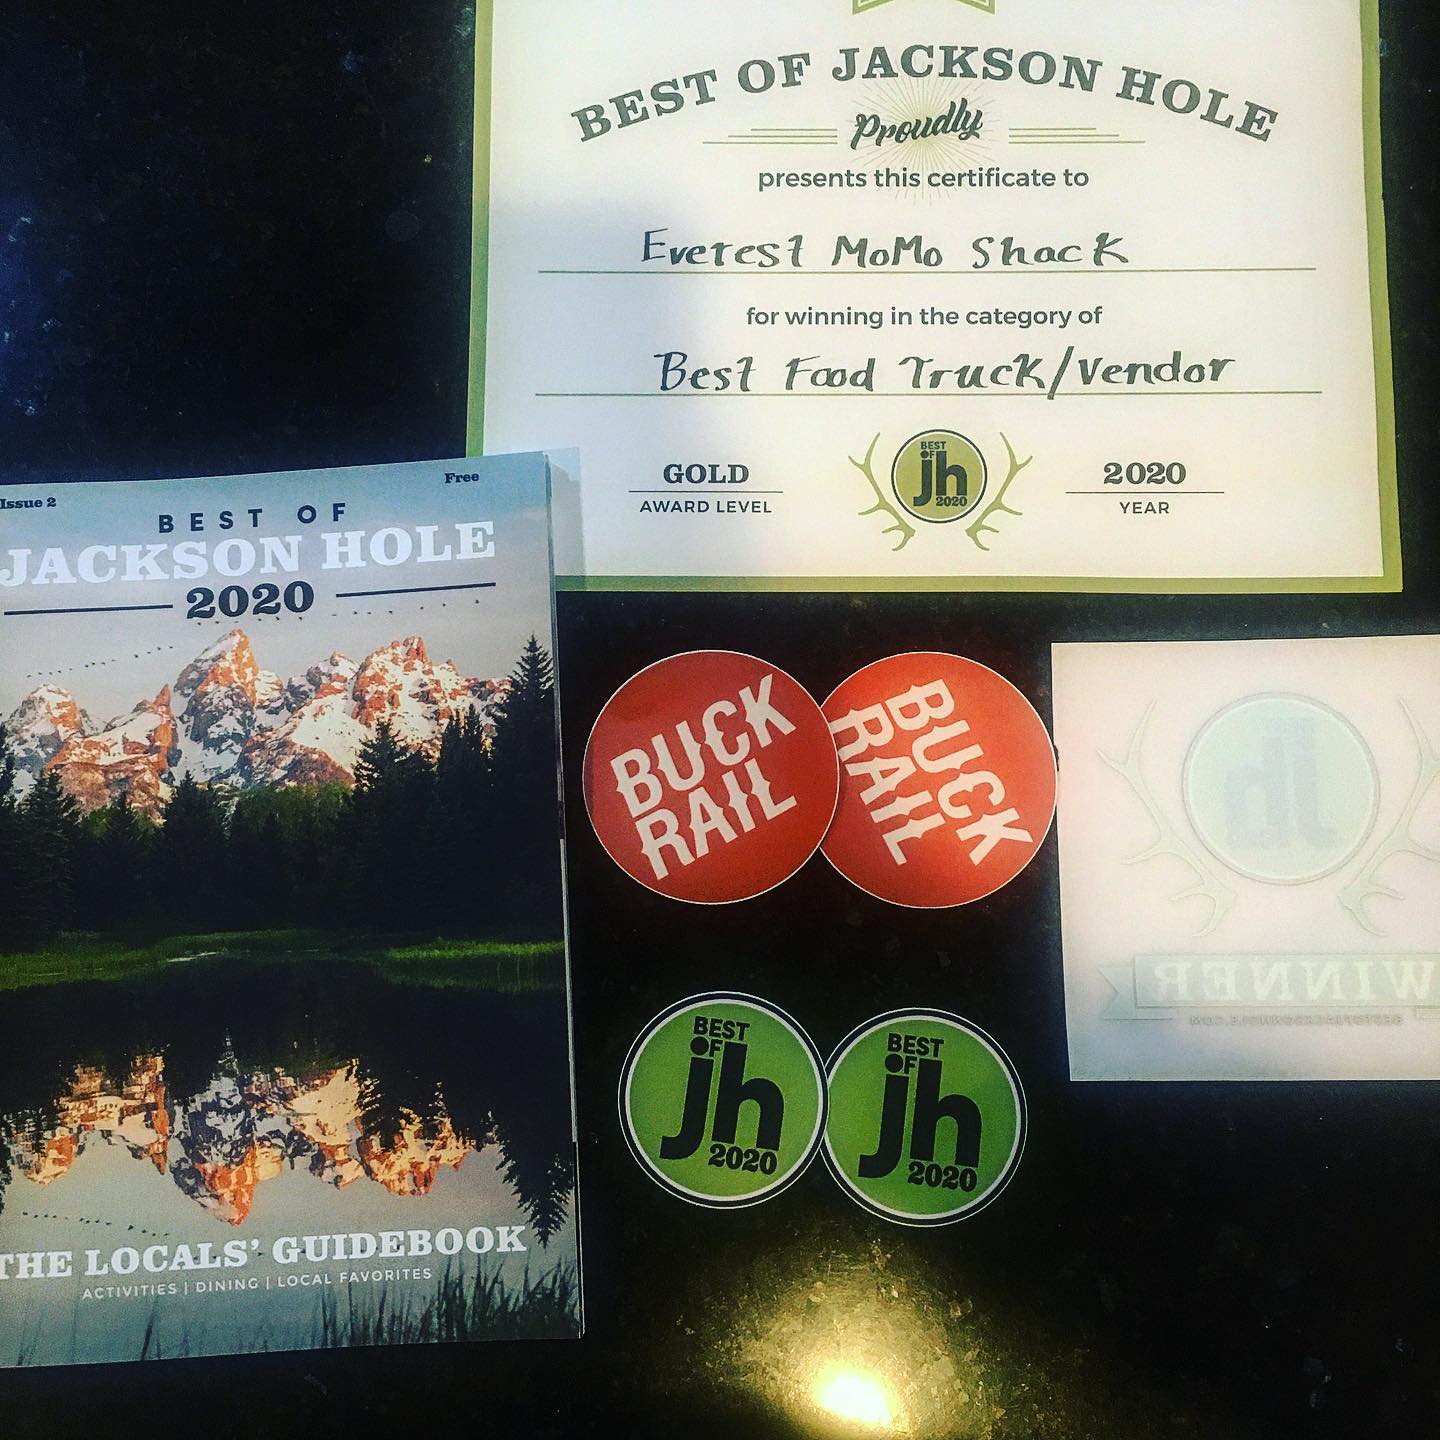 BEST OF JACKSON HOLE
Proudly
presents this certificate to
Everest MoMo Shack
for winning in the category of
Best Food Truck/Vendor
GOLD
AWARD LEVEL
BEST
OF
jh
2020
2020
YEAR
Issue 2
Free
BEST OF
JACKSON HOLE
2020
THE LOCALS' GUIDEBOOK
ACTIVITIES | DINING | LOCAL FAVORITES
BUCK
RAIL
BUCK
RAIL
BEST
OF
jh
2020
BEST
OF
jh
2020
jh
WINNER